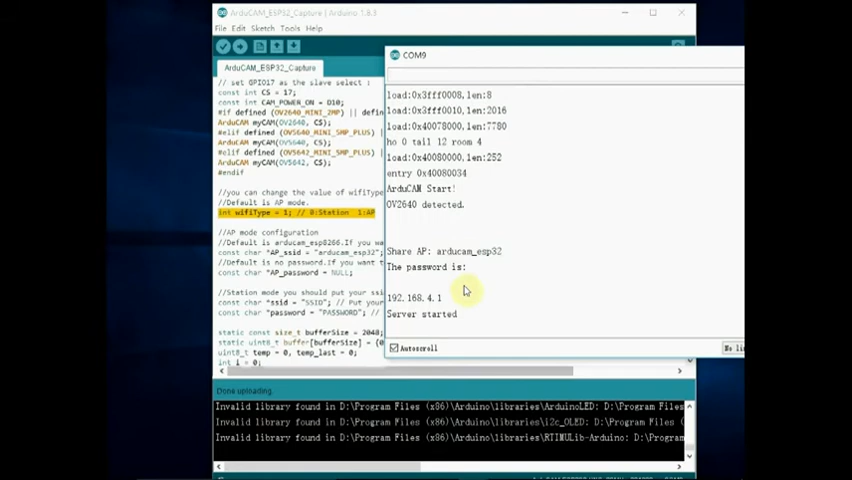 ArduCAM_ESP32_Capture | Arduino 1.8.3
File Edit Sketch Tools Help
ArduCAM_ESP32_Capture
// set GPIO17 as the slave select :
const int CS = 17;
const int CAM_POWER_ON = D10;
#if defined (OV2640_MINI_2MP) || def
ArduCAM myCAM(OV2640, CS);
#elif defined (OV5640_MINI_5MP_PLUS)
ArduCAM myCAM(OV5640, CS);
#elif defined (OV5642_MINI_5MP_PLUS)
ArduCAM myCAM(OV5642, CS);
#endif
//you can change the value of wifiType
//Default is AP mode.
int wifiType = 1; // 0:Station 1:AP
//AP mode configuration
//Default is arducam_esp8266.If you w
const char *AP_ssid = "arducam_esp32";
//Default is no password.If you want t
const char *AP_password = NULL;
//Station mode you should put your ssi
const char *ssid = "SSID"; // Put your
const char *password = "PASSWORD"; //
static const size_t bufferSize = 2048;
static uint8_t buffer[bufferSize] = {0
uint8_t temp = 0, temp_last = 0;
int i = 0;
COM9
load:0x3fff0008,len:8
load:0x3fff0010,len:2016
load:0x40078000,len:7780
ho 0 tail 12 room 4
load:0x40080000,len:252
entry 0x40080034
ArduCAM Start!
OV2640 detected.
Share AP: arducam_esp32
The password is:
192.168.4.1
Server started
Autoscroll
No li
Done uploading.
Invalid library found in D:\Program Files (x86)\Arduino\libraries\ArduinoLED: D:\Program Files
Invalid library found in D:\Program Files (x86)\Arduino\libraries\i2c_OLED: D:\Program Files (
Invalid library found in D:\Program Files (x86)\Arduino\libraries\RTIMULib-Arduino: D:\Program